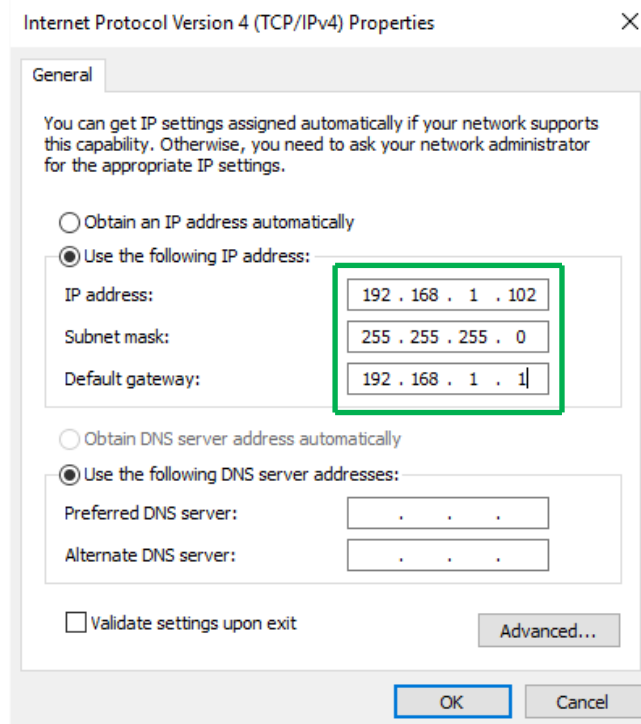 Internet Protocol Version 4 (TCP/IPv4) Properties
General
You can get IP settings assigned automatically if your network supports
this capability. Otherwise, you need to ask your network administrator
for the appropriate IP settings.
Obtain an IP address automatically
Use the following IP address:
IP address: 192 . 168 . 1 . 102
Subnet mask: 255 . 255 . 255 . 0
Default gateway: 192 . 168 . 1 . 1
Obtain DNS server address automatically
Use the following DNS server addresses:
Preferred DNS server: . . .
Alternate DNS server: . . .
Validate settings upon exit
Advanced...
OK Cancel